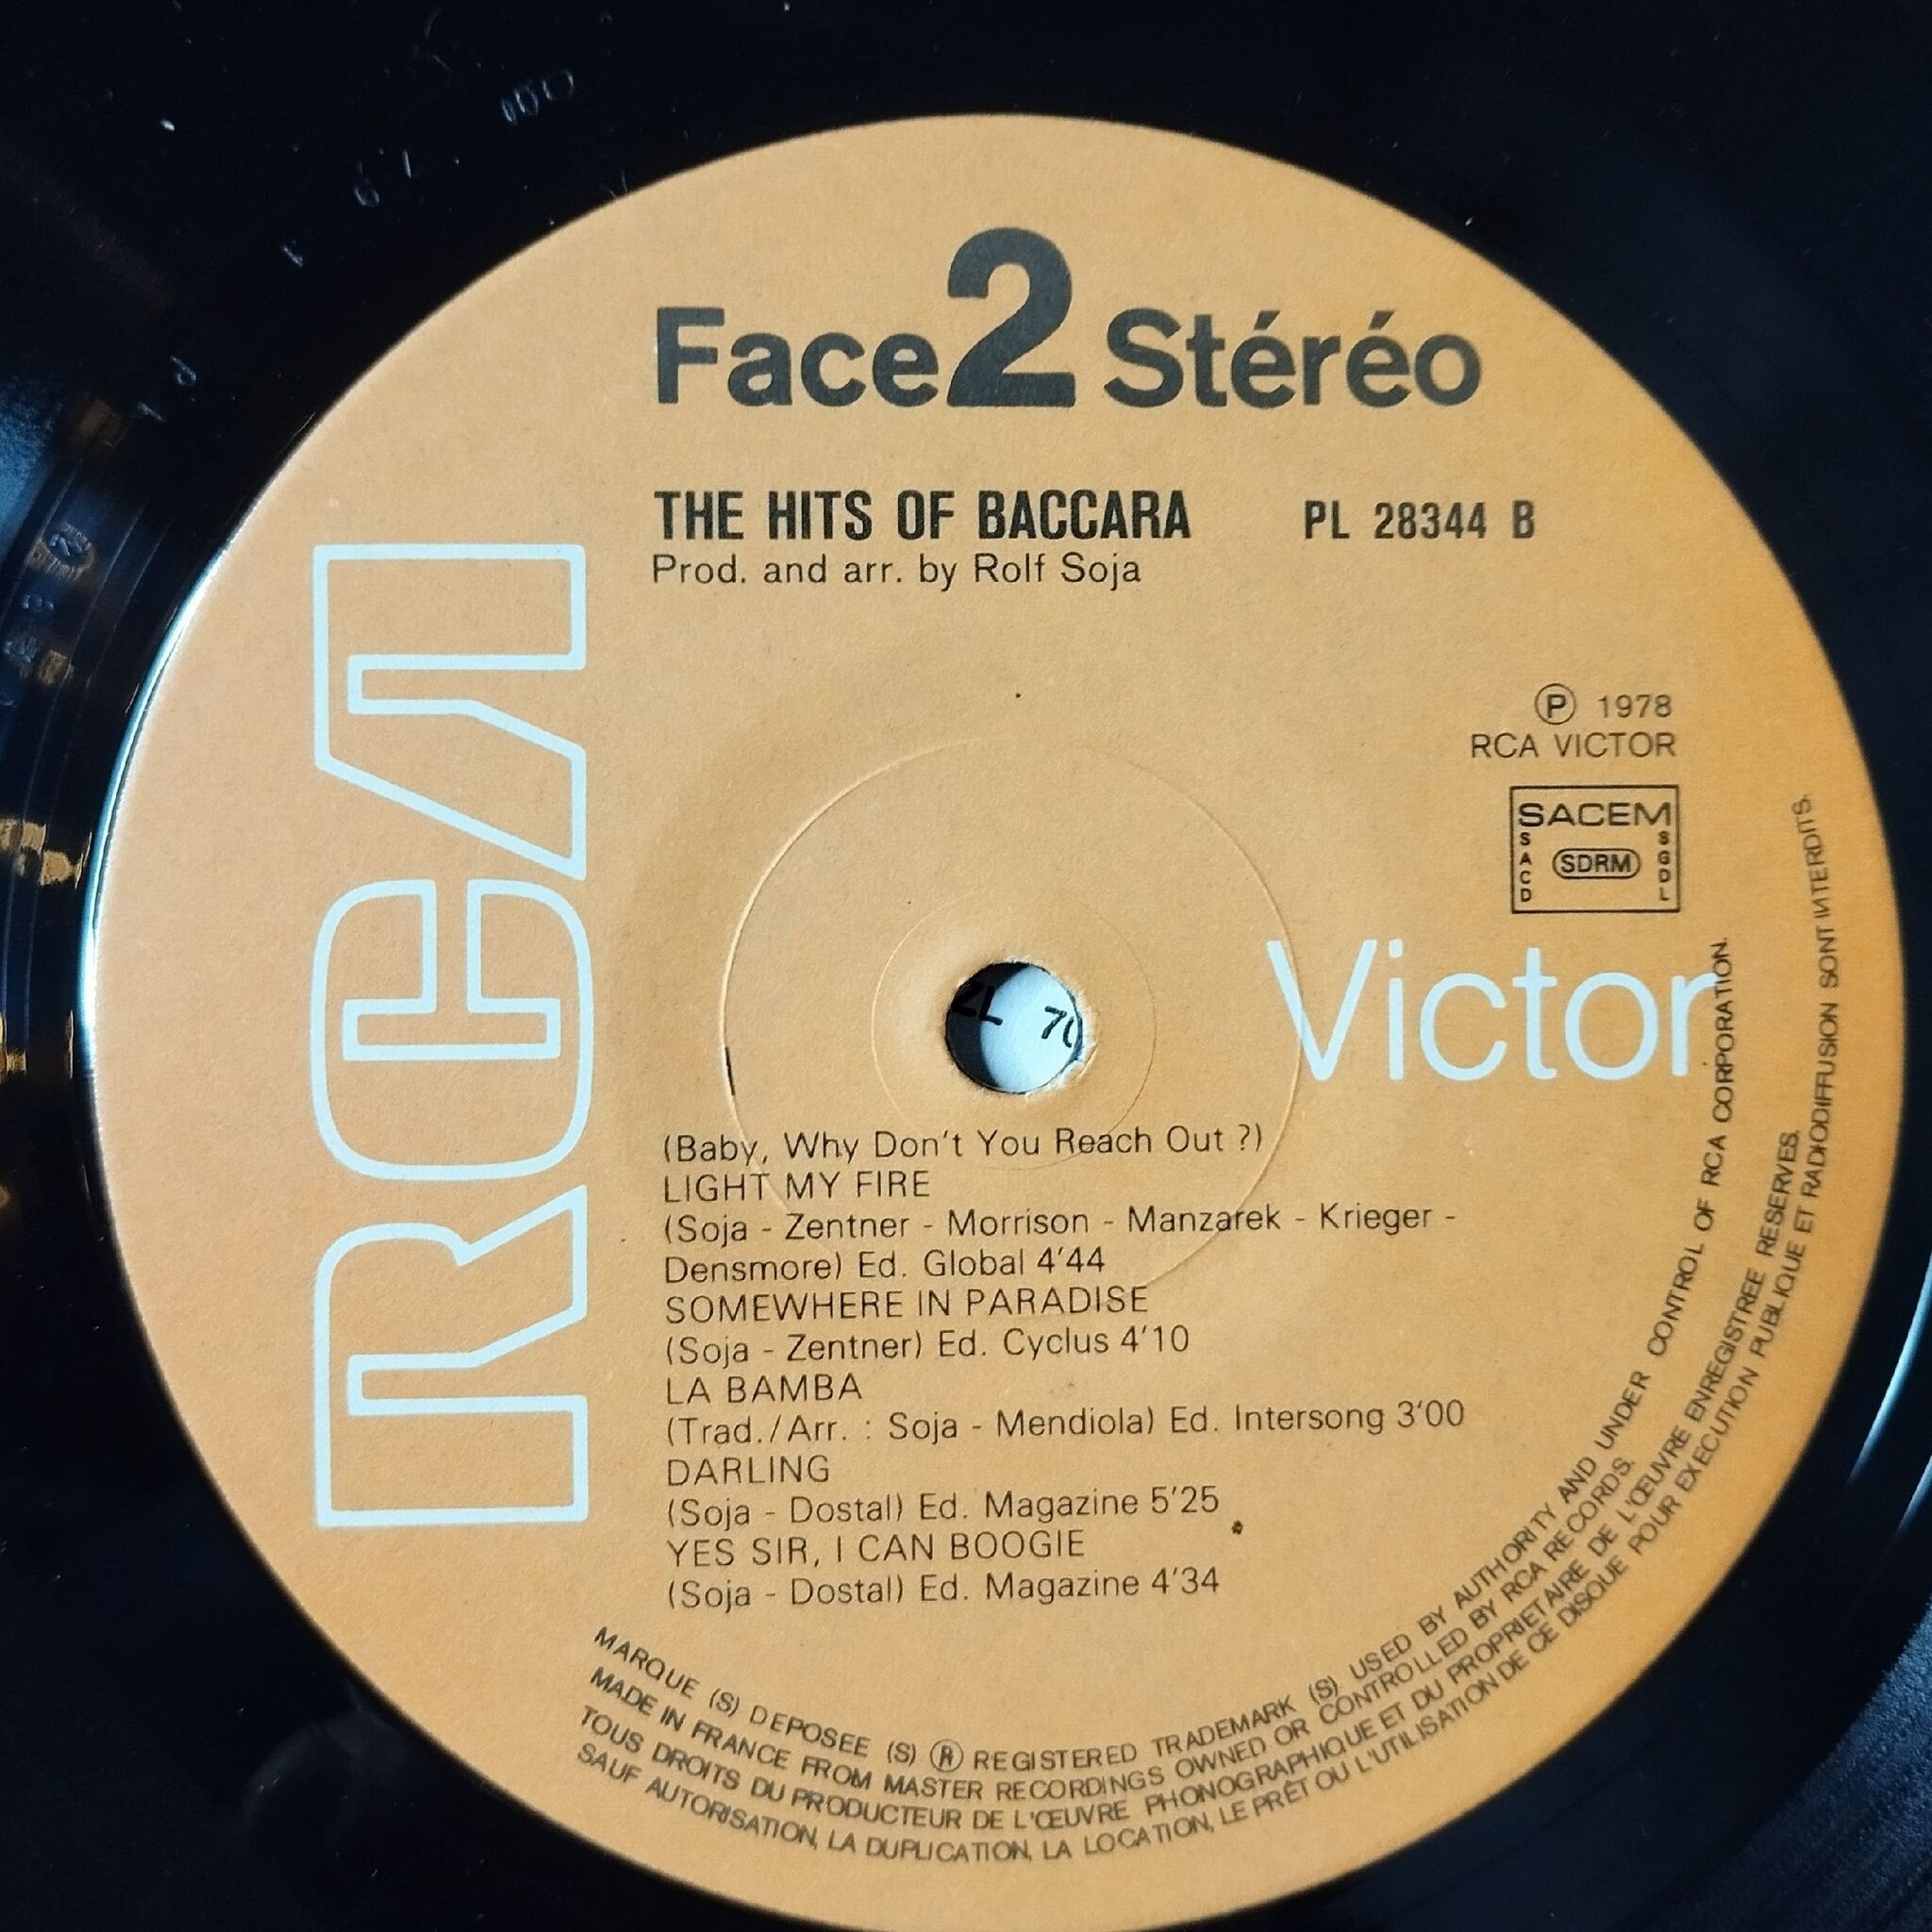 Face 2 Stéréo
THE HITS OF BACCARA PL 28344 B
Prod. and arr. by Rolf Soja
RCA
Ⓟ 1978
RCA VICTOR
SACEM
SACD
SDRM
SGDL
Victor
(Baby, Why Don't You Reach Out ?)
LIGHT MY FIRE
(Soja - Zentner - Morrison - Manzarek - Krieger -
Densmore) Ed. Global 4'44
SOMEWHERE IN PARADISE
(Soja - Zentner) Ed. Cyclus 4'10
LA BAMBA
(Trad./Arr. : Soja - Mendiola) Ed. Intersong 3'00
DARLING
(Soja - Dostal) Ed. Magazine 5'25
YES SIR, I CAN BOOGIE
(Soja - Dostal) Ed. Magazine 4'34
MARQUE (S) DEPOSEE (S) ® REGISTERED TRADEMARK (S) USED BY AUTHORITY AND UNDER CONTROL OF RCA CORPORATION.
MADE IN FRANCE FROM MASTER RECORDINGS OWNED OR CONTROLLED BY RCA RECORDS.
TOUS DROITS DU PRODUCTEUR DE L'ŒUVRE PHONOGRAPHIQUE ET DU PROPRIETAIRE DE L'ŒUVRE ENREGISTREE RESERVES.
SAUF AUTORISATION, LA DUPLICATION, LA LOCATION, LE PRÊT OU L'UTILISATION DE CE DISQUE POUR EXECUTION PUBLIQUE ET RADIODIFFUSION SONT INTERDITS.